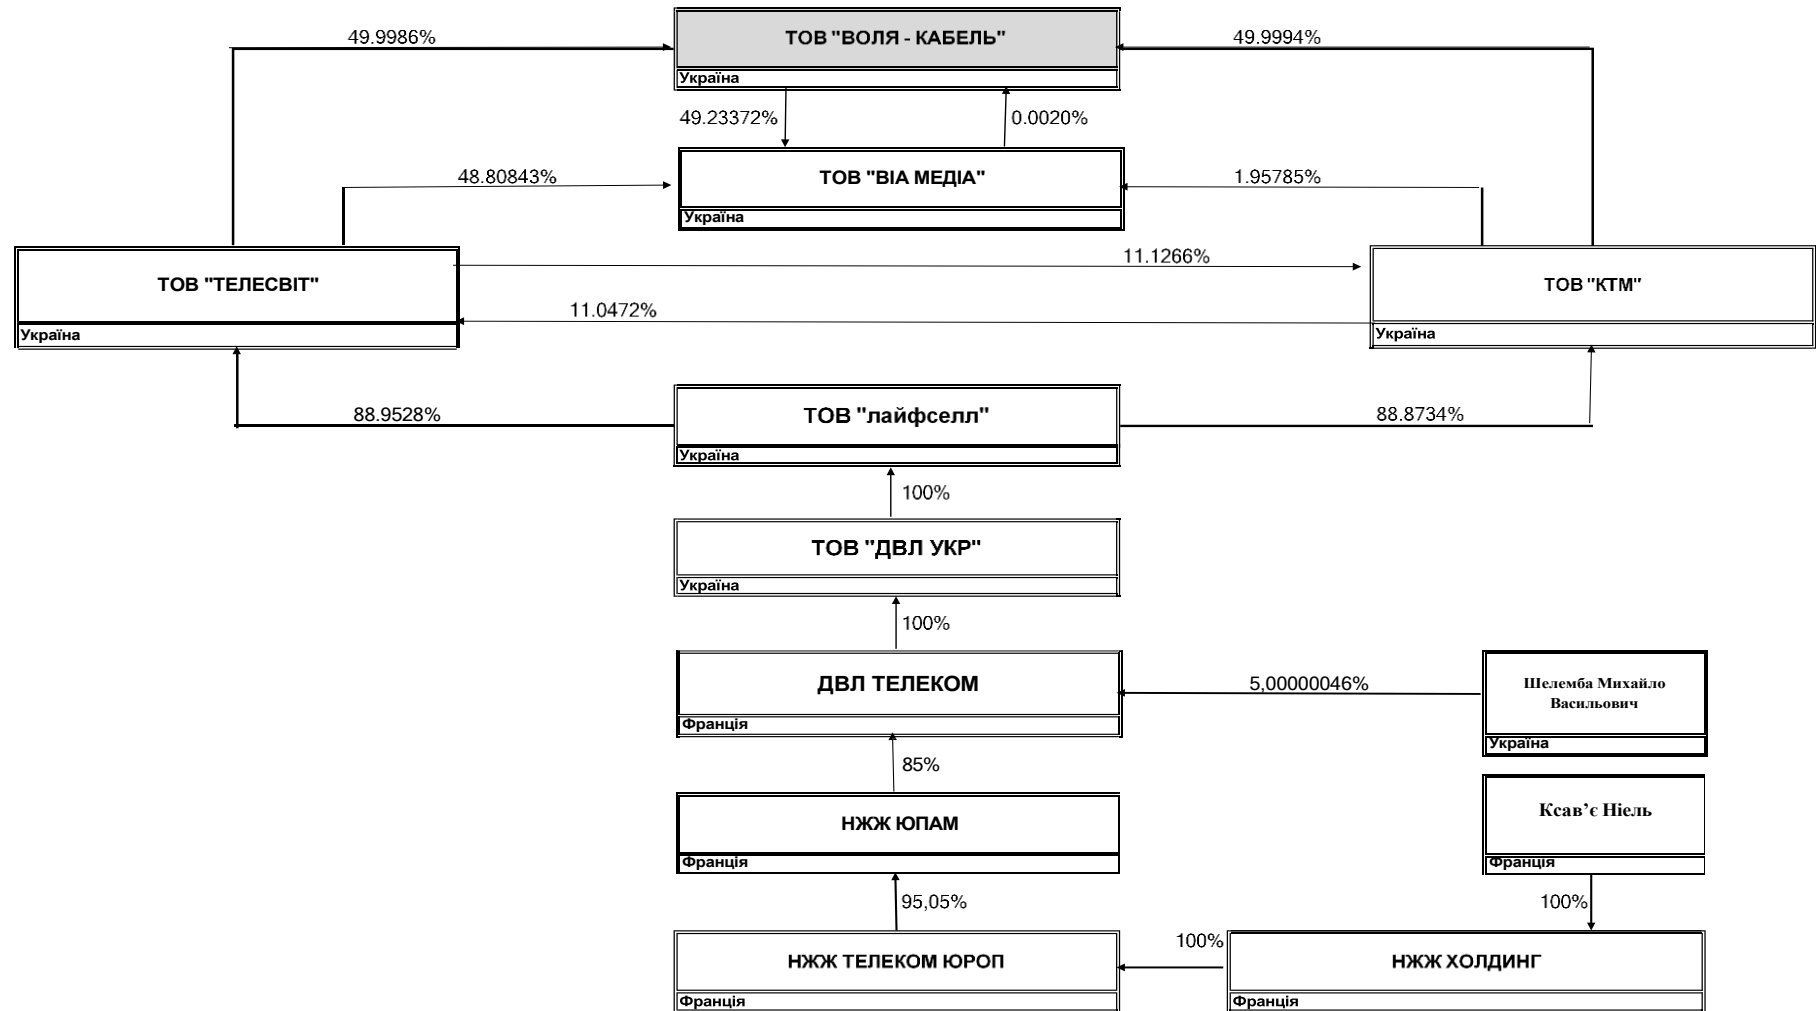 49.9986%
ТОВ "ВОЛЯ - КАБЕЛЬ"
49.9994%
Україна
49.23372%
0.0020%
48.80843%
ТОВ "ВІА МЕДІА"
1.95785%
Україна
ТОВ "ТЕЛЕСВІТ"
11.1266%
ТОВ "КТМ"
11.0472%
Україна
Україна
88.9528%
ТОВ "лайфселл"
88.8734%
Україна
100%
ТОВ "ДВЛ УКР"
Україна
100%
ДВЛ ТЕЛЕКОМ
5,00000046%
Шелемба Михайло
Васильович
Франція
Україна
85%
НЖЖ ЮПАМ
Ксав’є Ніель
Франція
Франція
95,05%
100%
НЖЖ ТЕЛЕКОМ ЮРОП
100%
НЖЖ ХОЛДИНГ
Франція
Франція